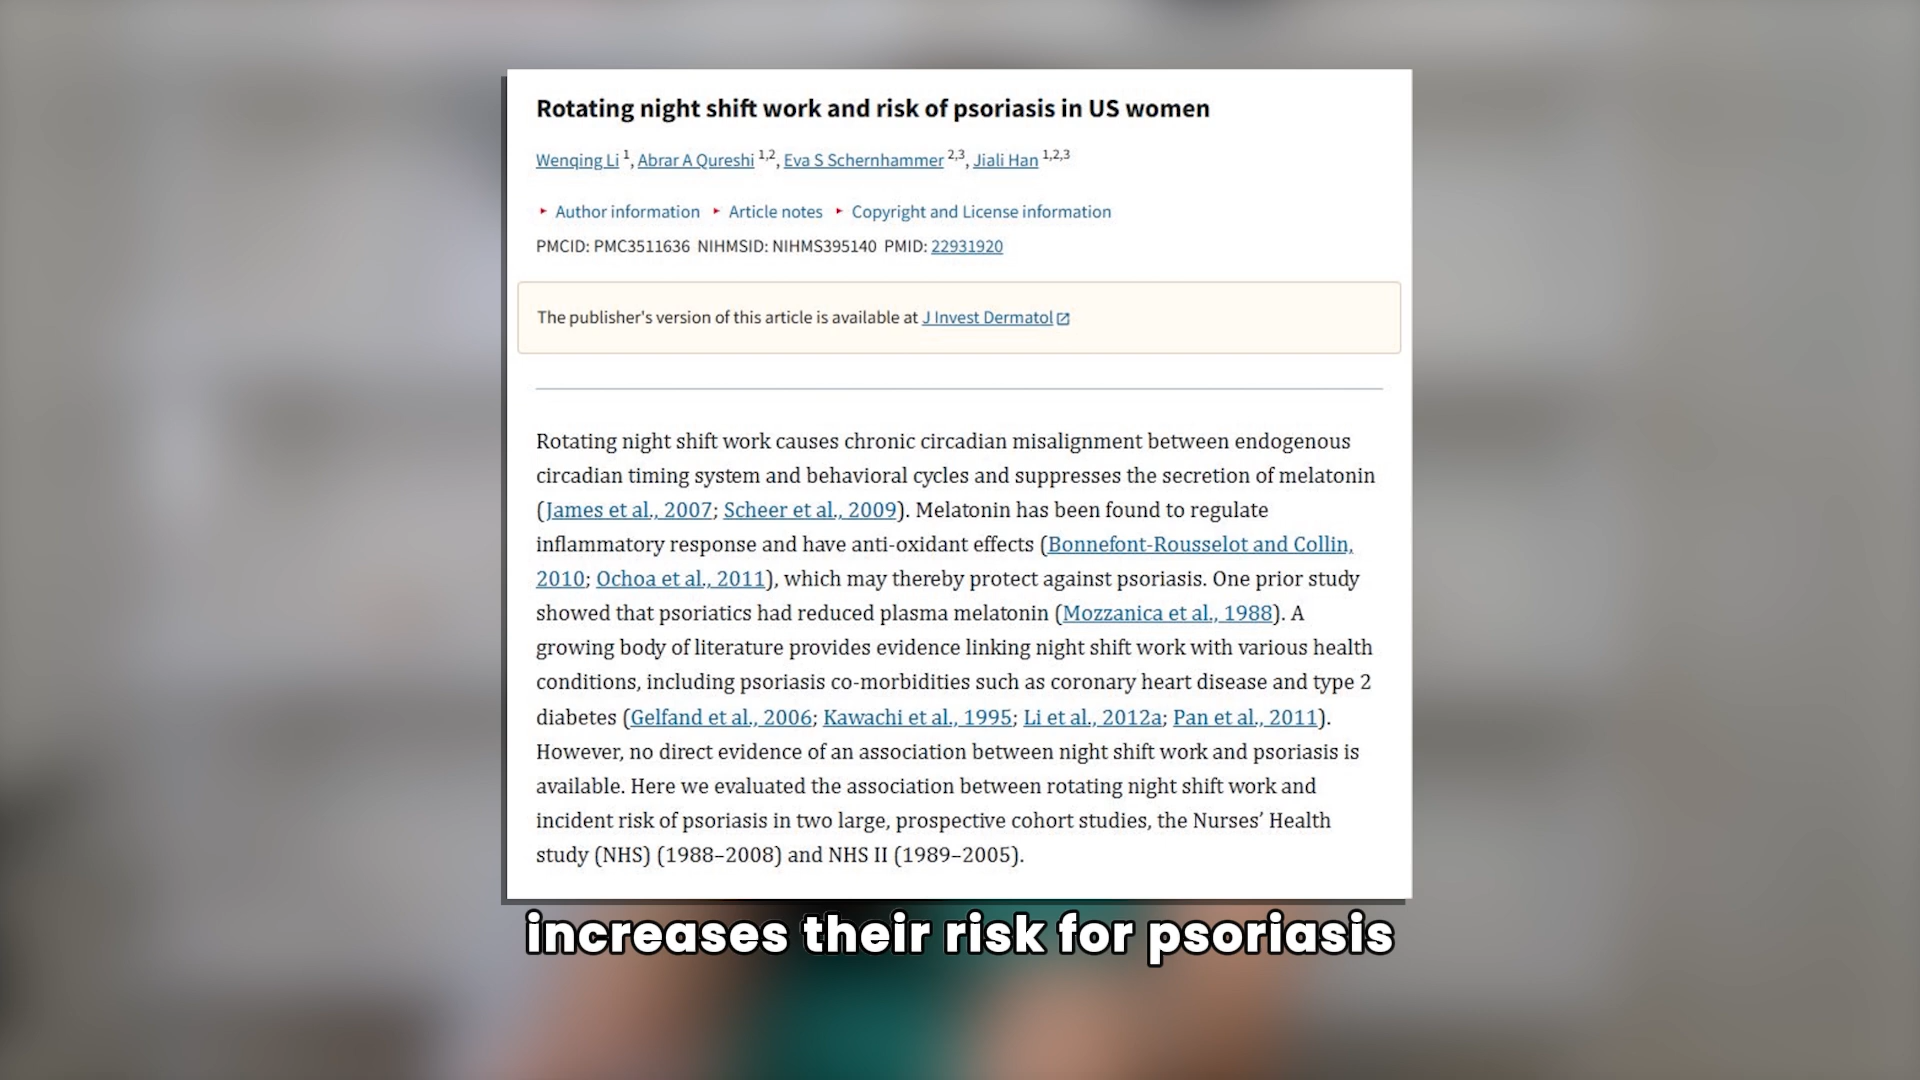 Rotating night shift work and risk of psoriasis in US women
Wenqing Li 1, Abrar A Qureshi 1,2, Eva S Schernhammer 2,3, Jiali Han 1,2,3
▸ Author information ▸ Article notes ▸ Copyright and License information
PMCID: PMC3511636 NIHMSID: NIHMS395140 PMID: 22931920
The publisher's version of this article is available at J Invest Dermatol
Rotating night shift work causes chronic circadian misalignment between endogenous
circadian timing system and behavioral cycles and suppresses the secretion of melatonin
(James et al., 2007; Scheer et al., 2009). Melatonin has been found to regulate
inflammatory response and have anti-oxidant effects (Bonnefont-Rousselot and Collin,
2010; Ochoa et al., 2011), which may thereby protect against psoriasis. One prior study
showed that psoriatics had reduced plasma melatonin (Mozzanica et al., 1988). A
growing body of literature provides evidence linking night shift work with various health
conditions, including psoriasis co-morbidities such as coronary heart disease and type 2
diabetes (Gelfand et al., 2006; Kawachi et al., 1995; Li et al., 2012a; Pan et al., 2011).
However, no direct evidence of an association between night shift work and psoriasis is
available. Here we evaluated the association between rotating night shift work and
incident risk of psoriasis in two large, prospective cohort studies, the Nurses’ Health
study (NHS) (1988–2008) and NHS II (1989–2005).
increases their risk for psoriasis